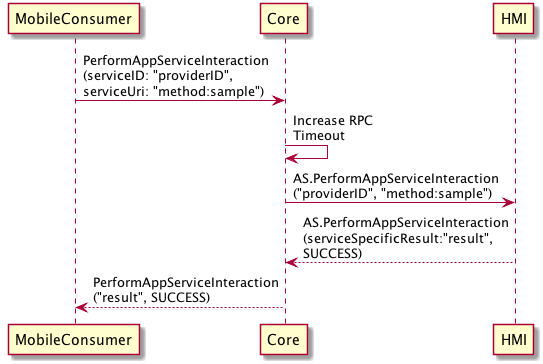 MobileConsumer
Core
HMI
PerformAppServiceInteraction
(serviceID: "providerID",
serviceUri: "method:sample")
Increase RPC
Timeout
AS.PerformAppServiceInteraction
("providerID", "method:sample")
AS.PerformAppServiceInteraction
(serviceSpecificResult:"result",
SUCCESS)
PerformAppServiceInteraction
("result", SUCCESS)
MobileConsumer
Core
HMI